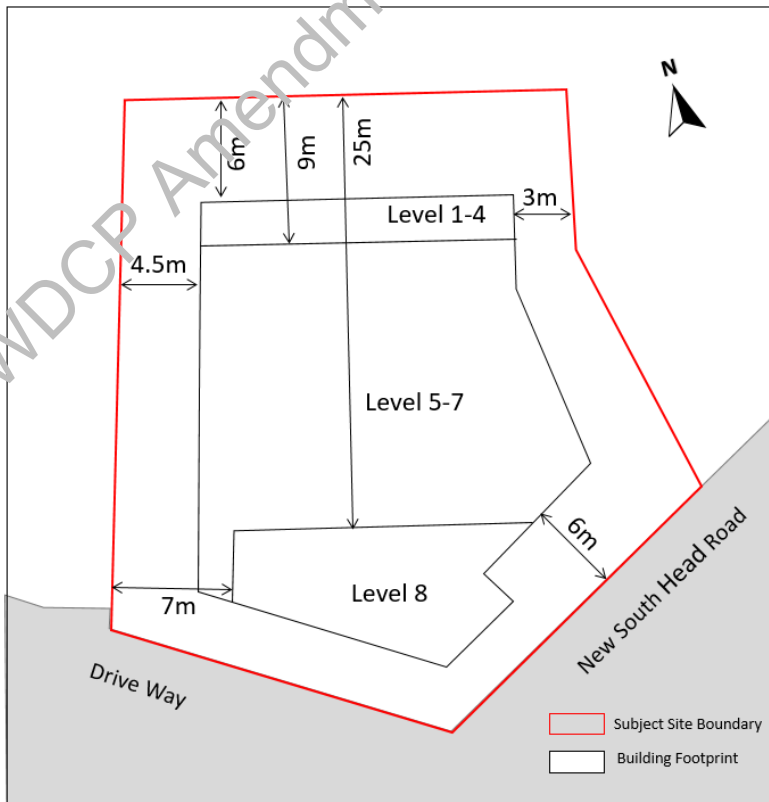 WDCP Amendm
N
6m
9m
25m
3m
Level 1-4
4.5m
Level 5-7
6m
Level 8
7m
New South Head Road
Drive Way
Subject Site Boundary
Building Footprint